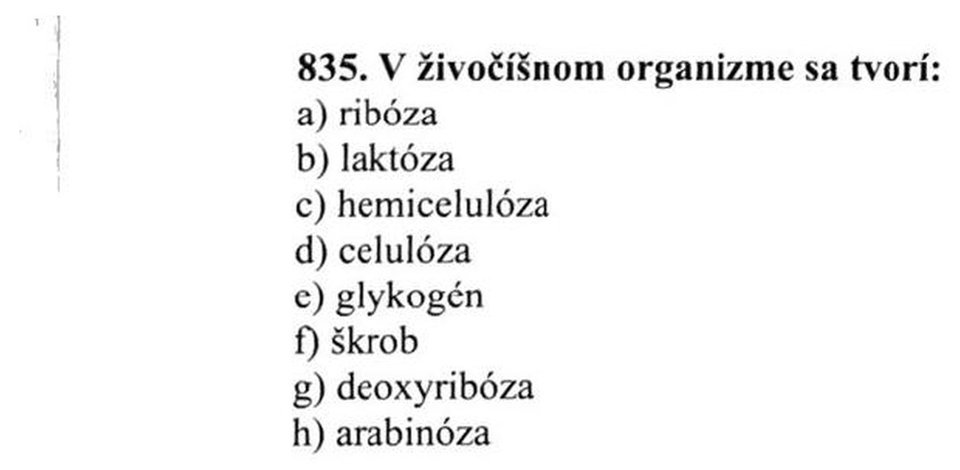 835. V živočíšnom organizme sa tvorí:
a) ribóza
b) laktóza
c) hemicelulóza
d) celulóza
e) glykogén
f) škrob
g) deoxyribóza
h) arabinóza